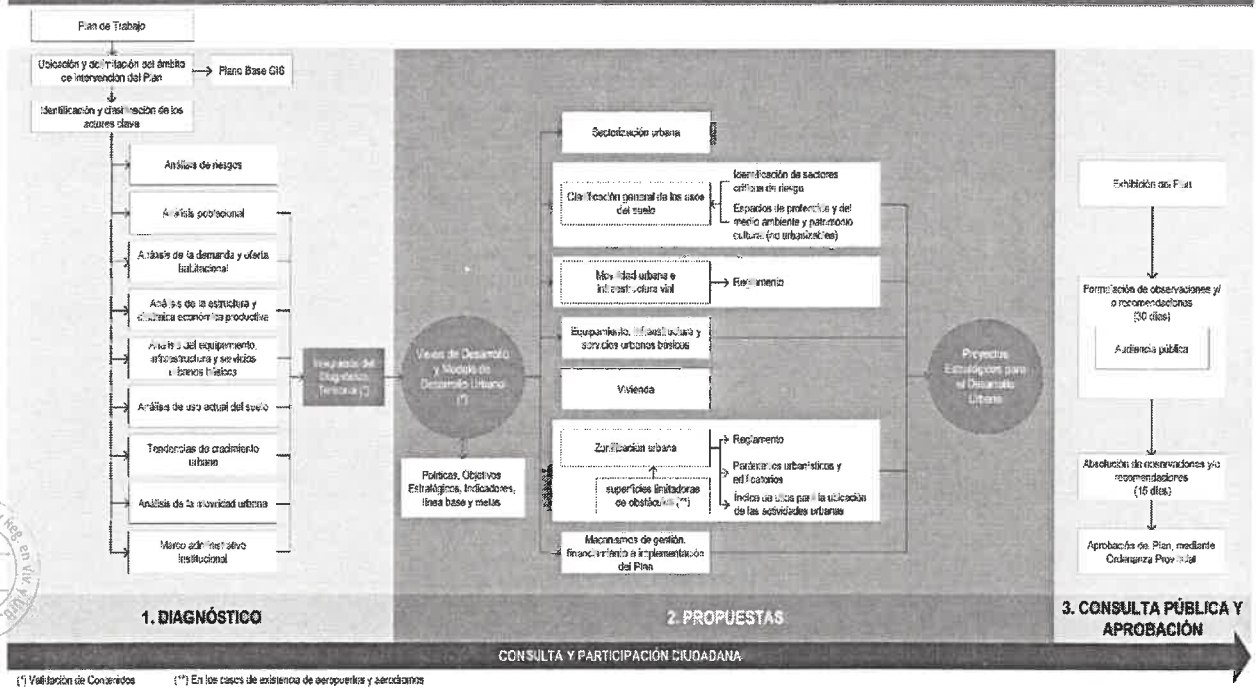 Plan de Trabajo
Ubicación y delimitación del ámbito
de intervención del Plan
Plano Base GIS
Identificación y clasificación de los
actores clave
Análisis de riesgos
Análisis poblacional
Análisis de la demanda y oferta
habitacional
Análisis de la estructura y
dinámica económica productiva
Análisis del equipamiento,
infraestructura y servicios
urbanos básicos
Análisis de uso actual del suelo
Tendencias de crecimiento
urbano
Análisis de la movilidad urbana
Marco administrativo
Institucional
Integración del
Diagnóstico
Territorial (*)
Visión de Desarrollo
y Modelo de
Desarrollo Urbano
(*)
Políticas, Objetivos
Estratégicos, Indicadores,
línea base y metas
Sectorización urbana
Clasificación general de los usos
del suelo
Identificación de sectores
críticos de riesgo
Espacios de protección y del
medio ambiente y patrimonio
cultural (no urbanizables)
Movilidad urbana e
infraestructura vial
Reglamento
Equipamiento, infraestructura y
servicios urbanos básicos
Vivienda
Zonificación urbana
superficies limitadoras
de obstáculos (**)
Reglamento
Parámetros urbanísticos y
edificatorios
Índice de usos para la ubicación
de las actividades urbanas
Mecanismos de gestión,
financiamiento e implementación
del Plan
Proyectos
Estratégicos para
el Desarrollo
Urbano
Exhibición del Plan
Formulación de observaciones y/
o recomendaciones
(30 días)
Audiencia pública
Absolución de observaciones y/o
recomendaciones
(15 días)
Aprobación del Plan, mediante
Ordenanza Provincial
1. DIAGNÓSTICO
2. PROPUESTAS
3. CONSULTA PÚBLICA Y
APROBACIÓN
CONSULTA Y PARTICIPACIÓN CIUDADANA
(*) Validación de Contenidos
(**) En los casos de existencia de aeropuertos y aeródromos